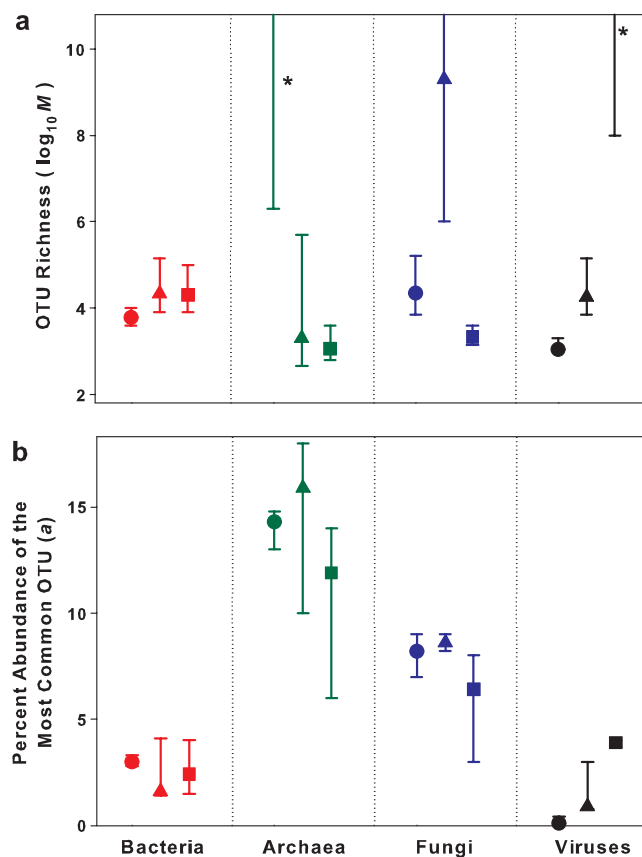 a
OTU Richness ( log10 M )
10
8
6
4
2
*
*
b
Percent Abundance of the
Most Common OTU (a)
15
10
5
0
Bacteria Archaea Fungi Viruses